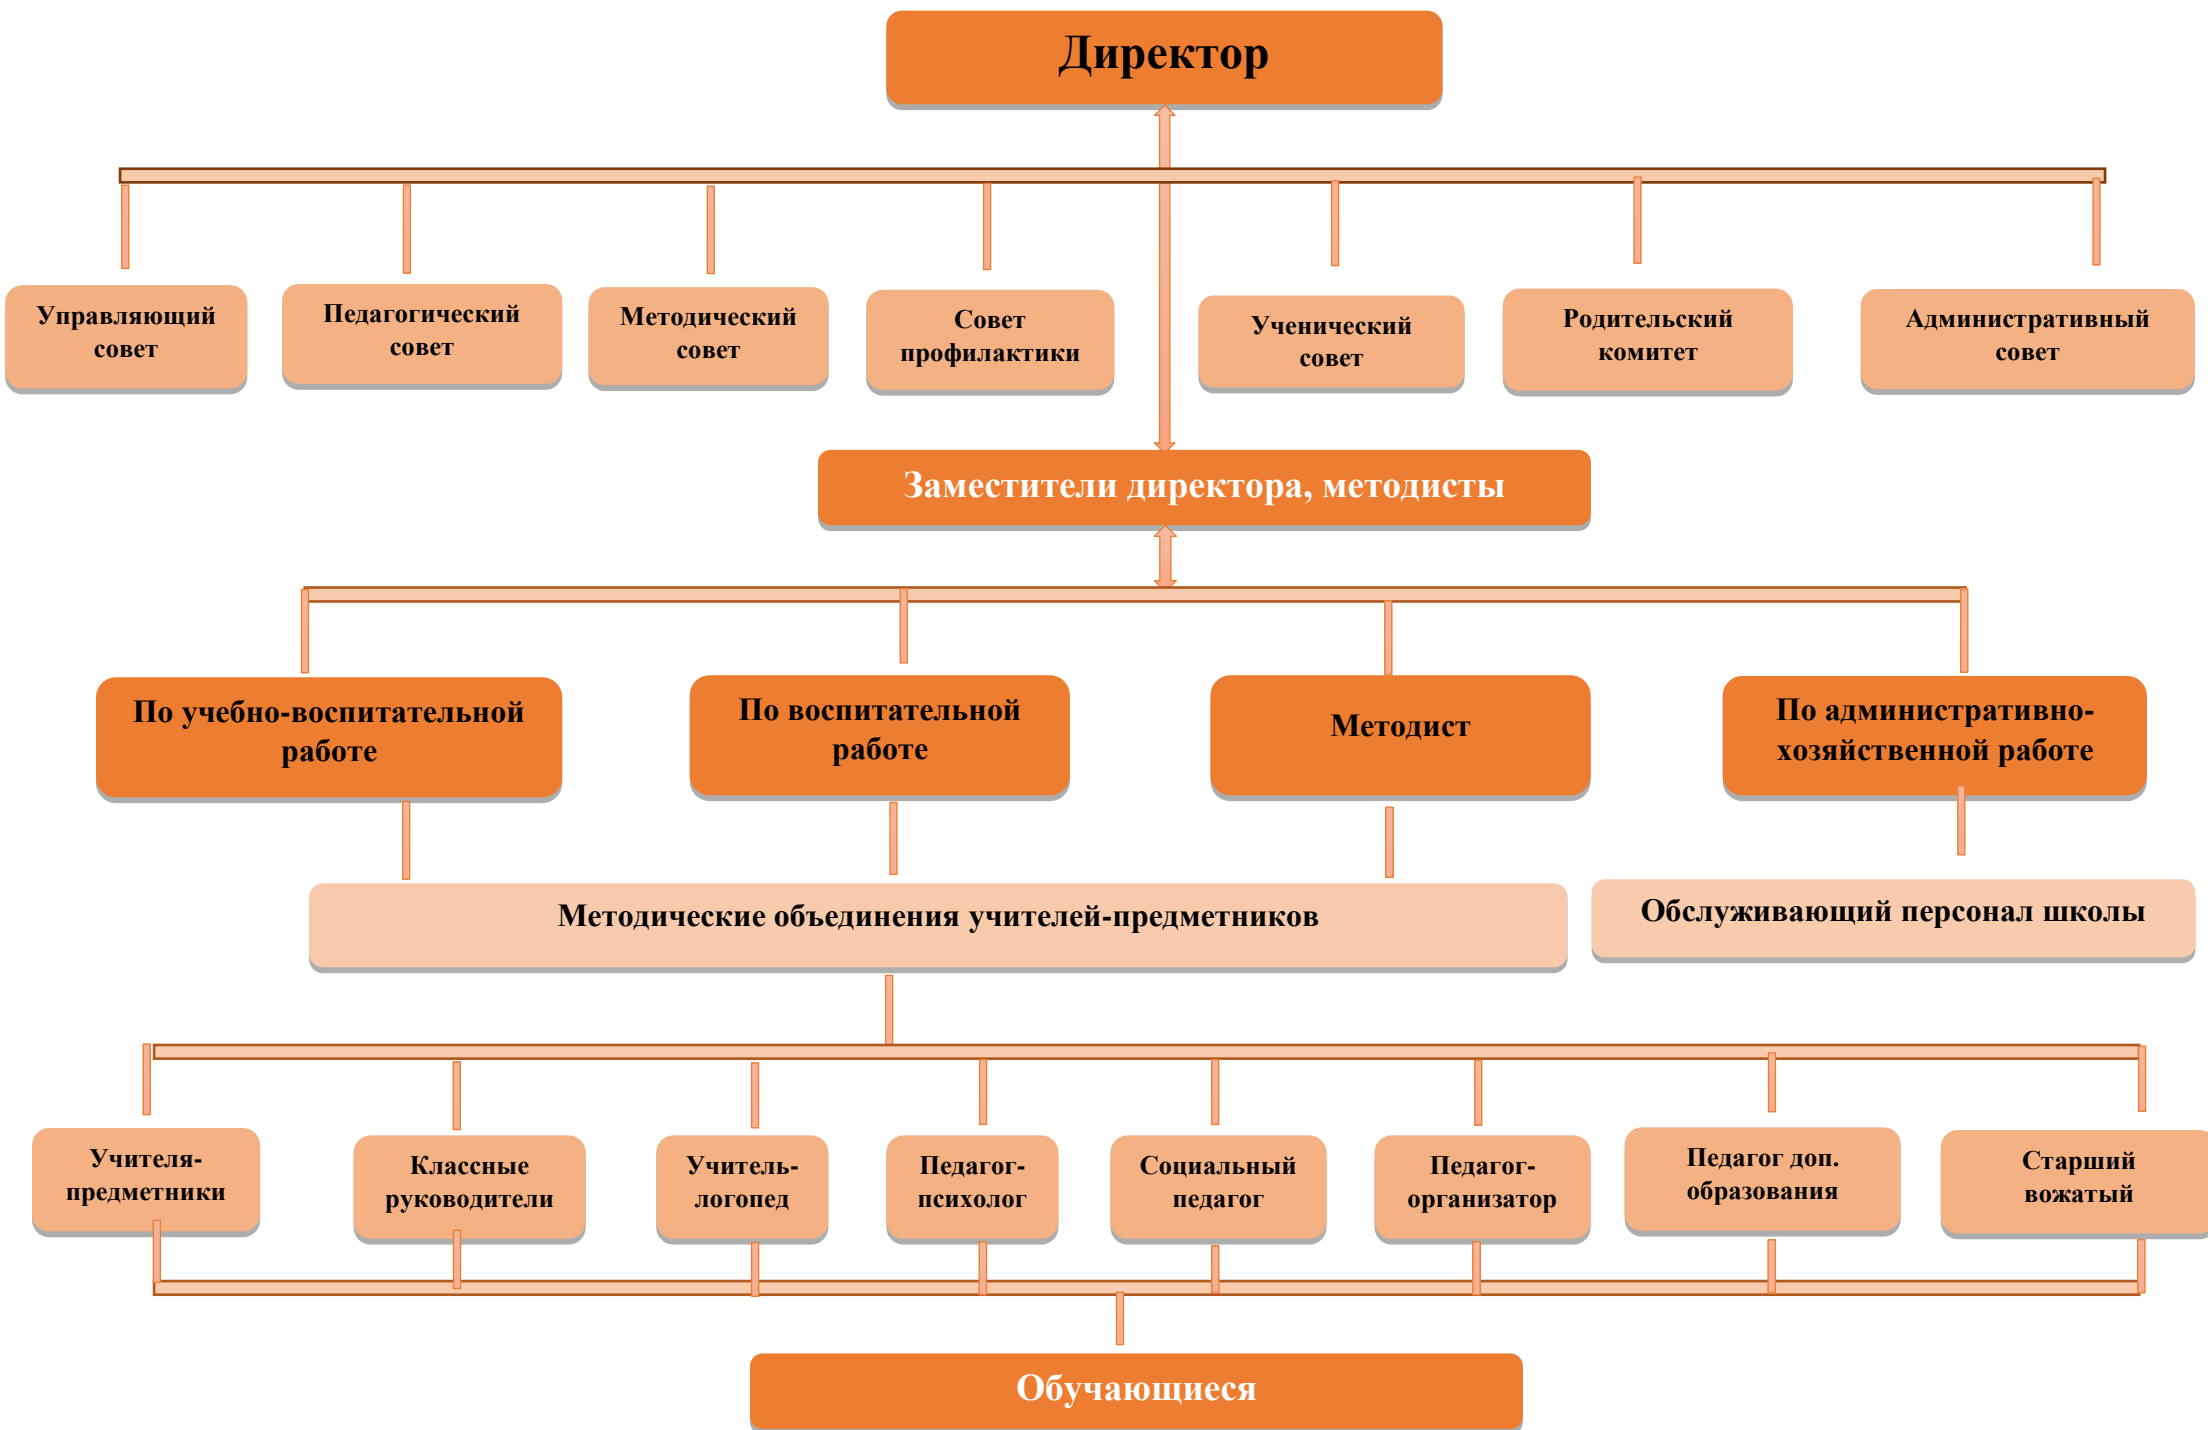 Директор
Управляющий
совет
Педагогический
совет
Методический
совет
Совет
профилактики
Ученический
совет
Родительский
комитет
Административный
совет
Заместители директора, методисты
По учебно-воспитательной
работе
По воспитательной
работе
Методист
По административно-
хозяйственной работе
Методические объединения учителей-предметников
Обслуживающий персонал школы
Учителя-
предметники
Классные
руководители
Учитель-
логопед
Педагог-
психолог
Социальный
педагог
Педагог-
организатор
Педагог доп.
образования
Старший
вожатый
Обучающиеся